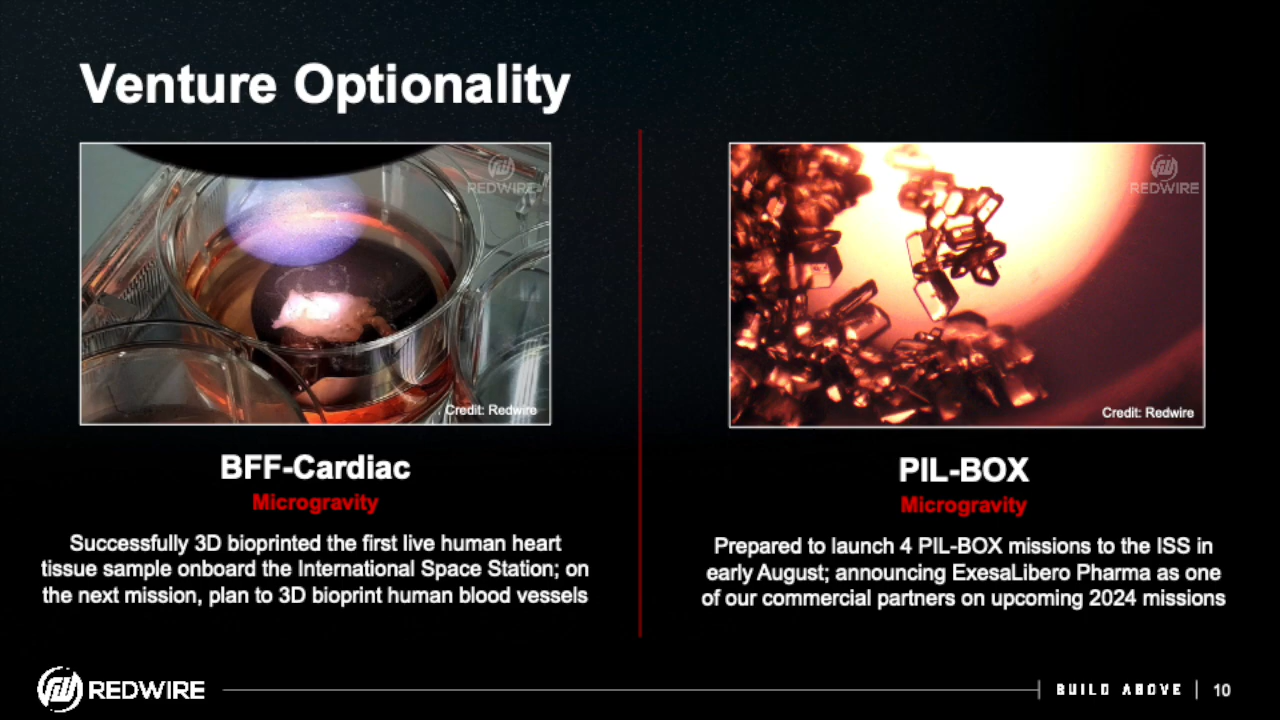 Venture Optionality
REDWIRE
Credit: Redwire
BFF-Cardiac
Microgravity
Successfully 3D bioprinted the first live human heart
tissue sample onboard the International Space Station; on
the next mission, plan to 3D bioprint human blood vessels
REDWIRE
Credit: Redwire
PIL-BOX
Microgravity
Prepared to launch 4 PIL-BOX missions to the ISS in
early August; announcing ExesaLibero Pharma as one
of our commercial partners on upcoming 2024 missions
REDWIRE
BUILD ABOVE | 10